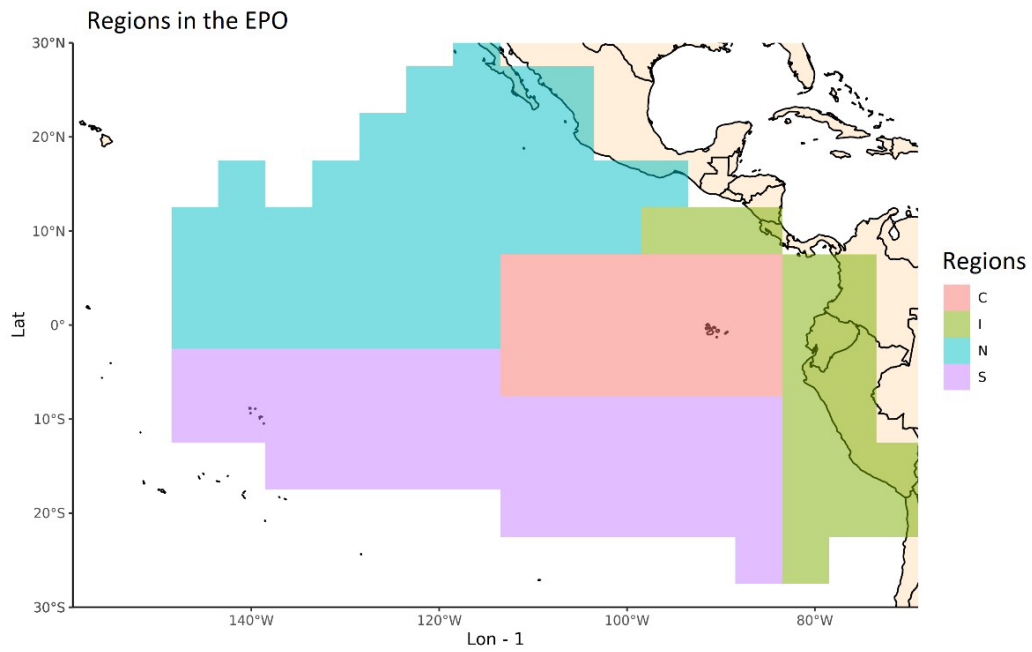 Regions in the EPO
30°N
20°N
10°N
0°
10°S
20°S
30°S
Lat
140°W
120°W
100°W
80°W
Lon - 1
Regions
C
I
N
S